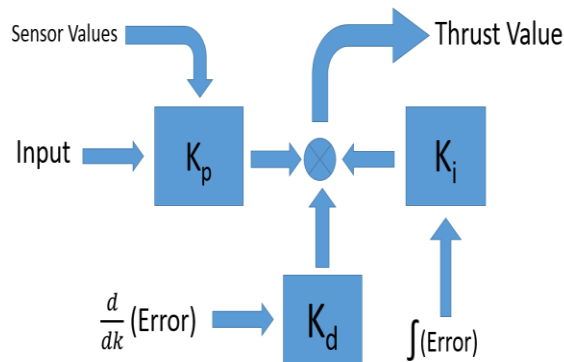 Sensor Values
Thrust Value
Input
Kp
Ki
d/dk (Error)
Kd
∫(Error)